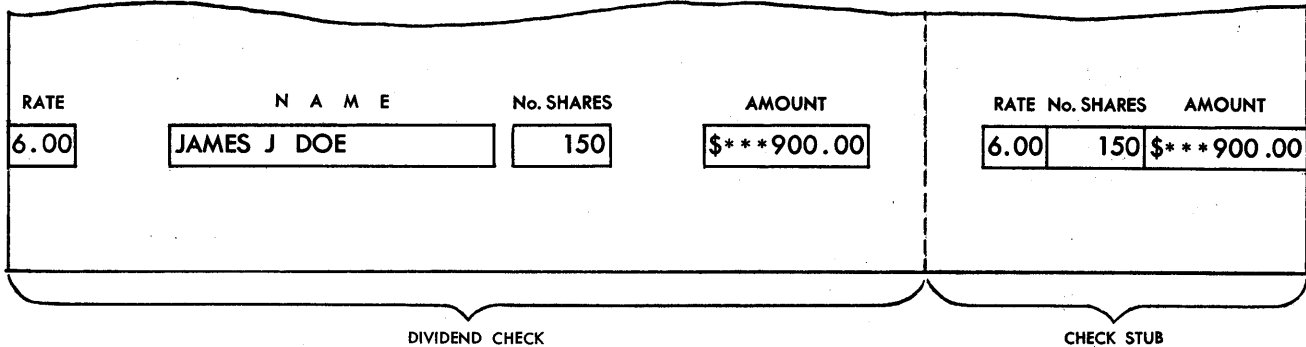 RATE N A M E No. SHARES AMOUNT RATE No. SHARES AMOUNT
6.00 JAMES J DOE 150 $***900.00 6.00 150 $***900.00
DIVIDEND CHECK CHECK STUB